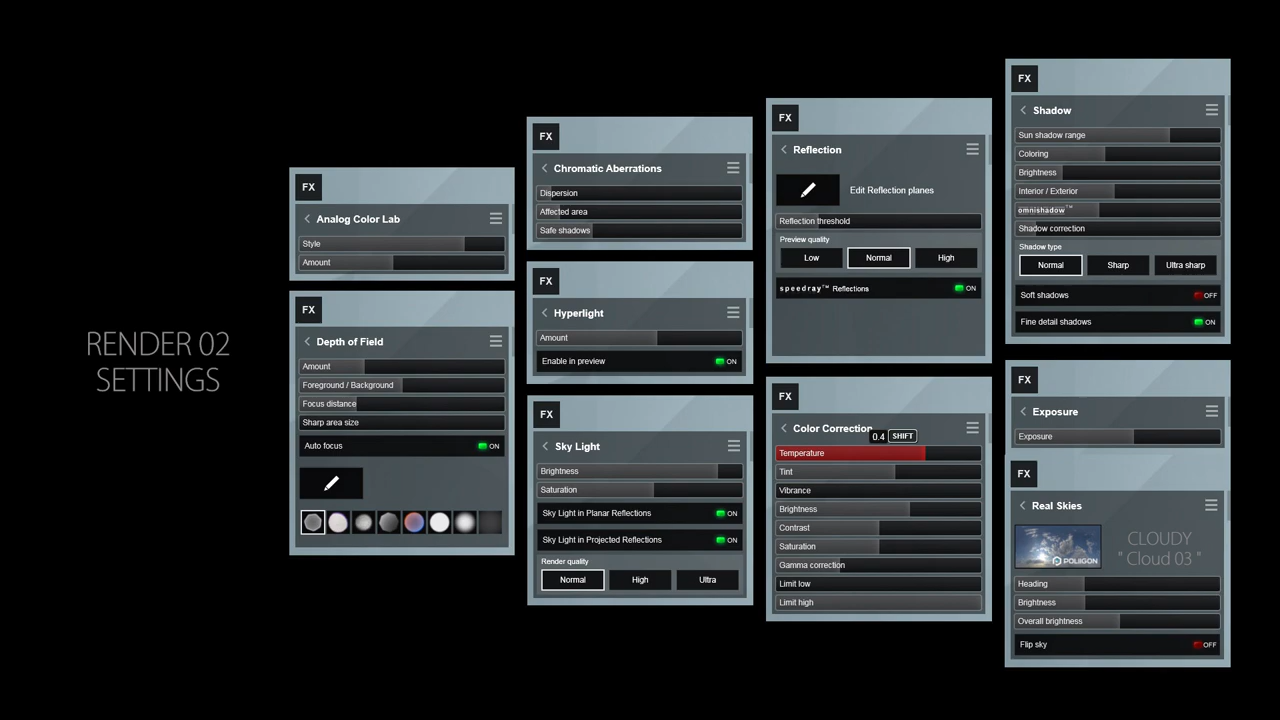 RENDER 02
SETTINGS
FX
Analog Color Lab
Style
Amount
FX
Depth of Field
Amount
Foreground / Background
Focus distance
Sharp area size
Auto focus
ON
FX
Chromatic Aberrations
Dispersion
Affected area
Safe shadows
FX
Hyperlight
Amount
Enable in preview
ON
FX
Sky Light
Brightness
Saturation
Sky Light in Planar Reflections
ON
Sky Light in Projected Reflections
ON
Render quality
Normal High Ultra
FX
Reflection
Edit Reflection planes
Reflection threshold
Preview quality
Low Normal High
speedray™ Reflections
ON
FX
Color Correction
0.4 SHIFT
Temperature
Tint
Vibrance
Brightness
Contrast
Saturation
Gamma correction
Limit low
Limit high
FX
Shadow
Sun shadow range
Coloring
Brightness
Interior / Exterior
omnishadow™
Shadow correction
Shadow type
Normal Sharp Ultra sharp
Soft shadows
OFF
Fine detail shadows
ON
FX
Exposure
Exposure
FX
Real Skies
POLIIGON
CLOUDY
" Cloud 03 "
Heading
Brightness
Overall brightness
Flip sky
OFF